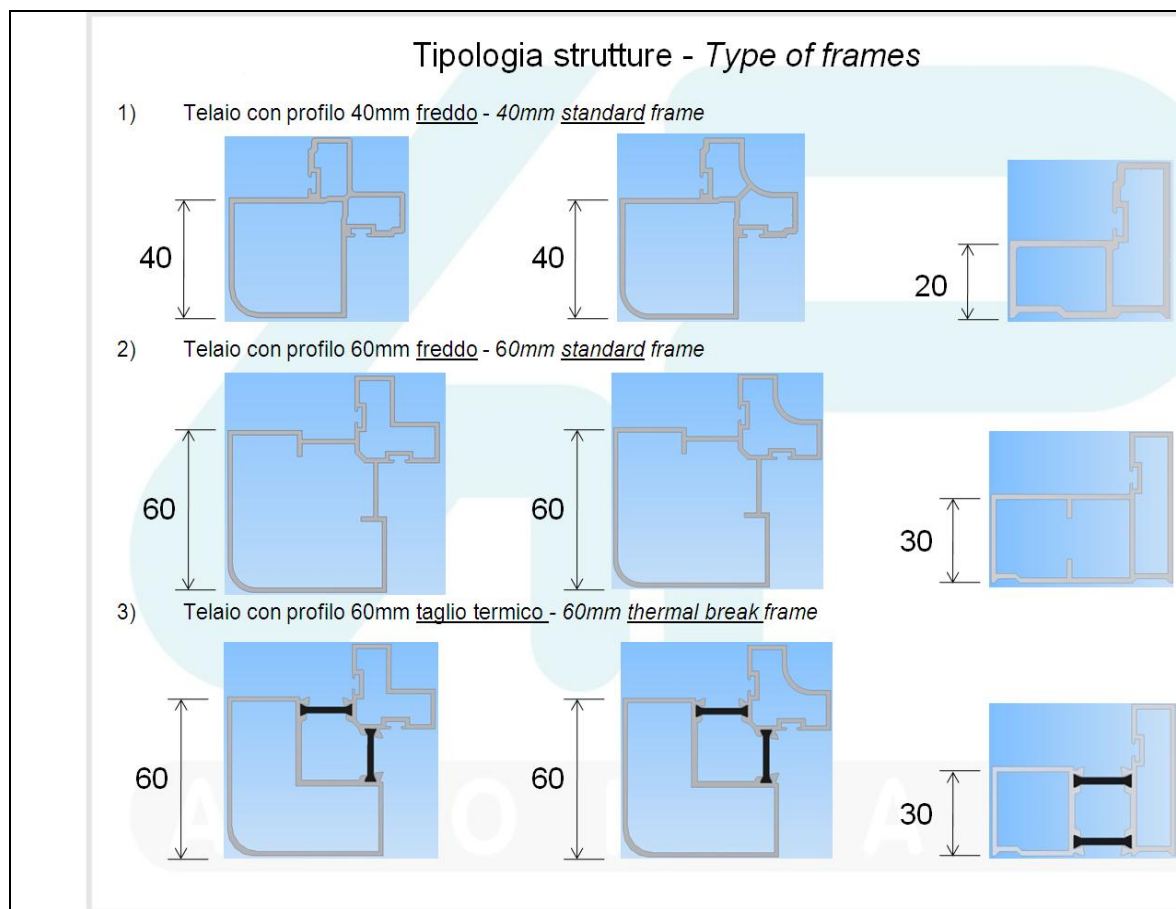 Tipologia strutture - Type of frames
1) Telaio con profilo 40mm freddo - 40mm standard frame
40
40
20
2) Telaio con profilo 60mm freddo - 60mm standard frame
60
60
30
3) Telaio con profilo 60mm taglio termico - 60mm thermal break frame
60
60
30